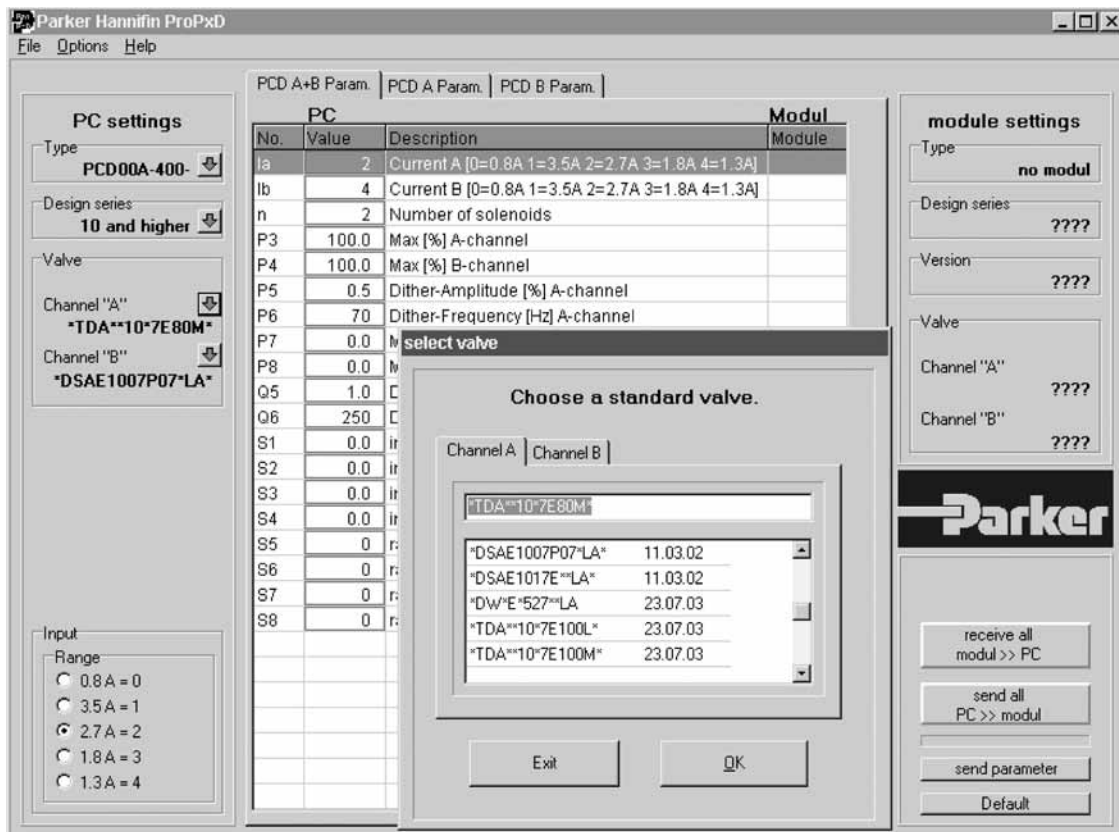 Parker Hannifin ProPxD
File Options Help
PC settings
Type
PCD00A-400-
Design series
10 and higher
Valve
Channel "A"
*TDA**10*7E80M*
Channel "B"
*DSAE1007P07*LA*
Input
Range
0.8 A = 0
3.5 A = 1
2.7 A = 2
1.8 A = 3
1.3 A = 4
PCD A+B Param. PCD A Param. PCD B Param.
PC Modul
No. Value Description Module
Ia 2 Current A [0=0.8A 1=3.5A 2=2.7A 3=1.8A 4=1.3A]
Ib 4 Current B [0=0.8A 1=3.5A 2=2.7A 3=1.8A 4=1.3A]
n 2 Number of solenoids
P3 100.0 Max [%] A-channel
P4 100.0 Max [%] B-channel
P5 0.5 Dither-Amplitude [%] A-channel
P6 70 Dither-Frequency [Hz] A-channel
P7 0.0
P8 0.0
Q5 1.0
Q6 250
S1 0.0
S2 0.0
S3 0.0
S4 0.0
S5 0
S6 0
S7 0
S8 0
select valve
Choose a standard valve.
Channel A Channel B
*TDA**10*7E80M*
*DSAE1007P07*LA* 11.03.02
*DSAE1017E**LA* 11.03.02
*DW*E*527**LA 23.07.03
*TDA**10*7E100L* 23.07.03
*TDA**10*7E100M* 23.07.03
Exit OK
module settings
Type
no modul
Design series
????
Version
????
Valve
Channel "A"
????
Channel "B"
????
Parker
receive all
modul >> PC
send all
PC >> modul
send parameter
Default